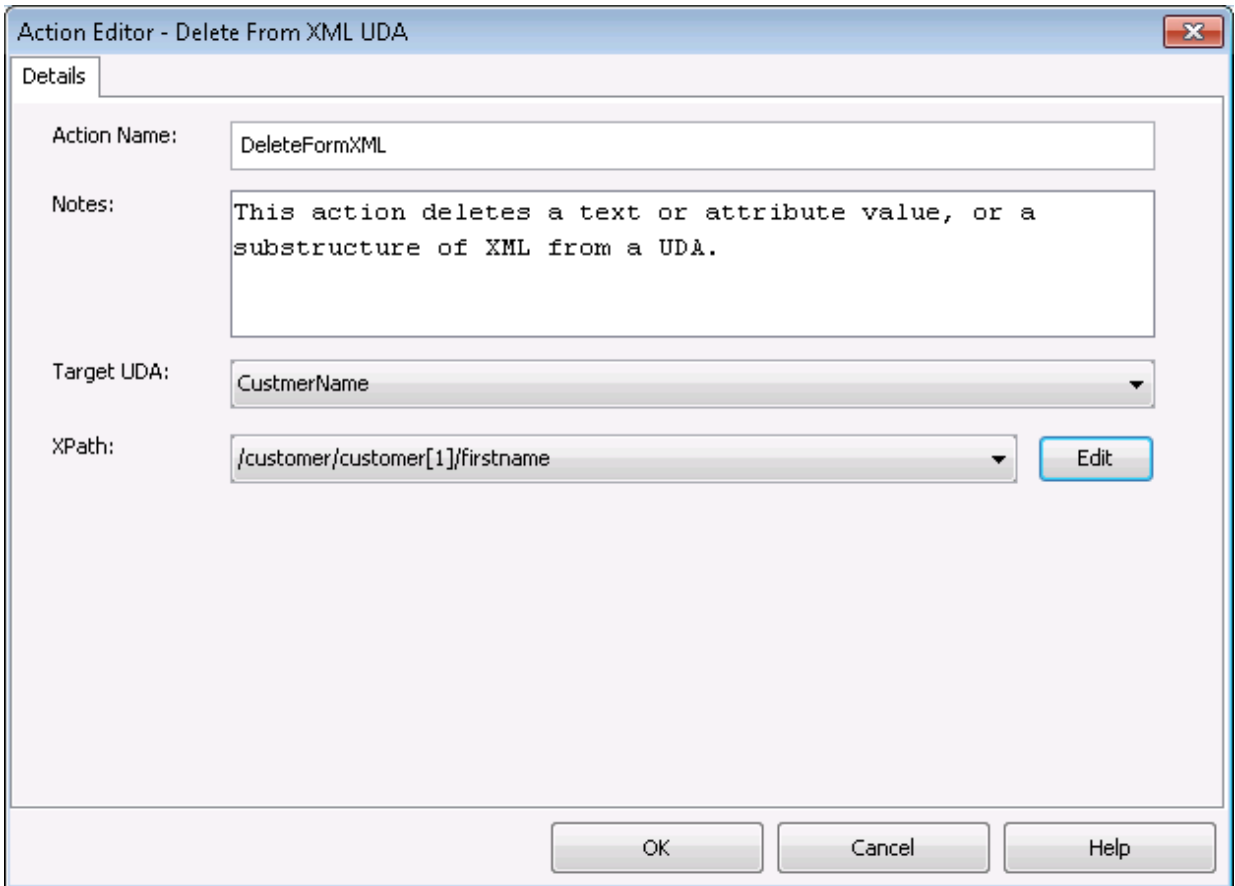 Action Editor - Delete From XML UDA
Details
Action Name:
DeleteFormXML
Notes:
This action deletes a text or attribute value, or a
substructure of XML from a UDA.
Target UDA:
CustmerName
XPath:
/customer/customer[1]/firstname
Edit
OK
Cancel
Help